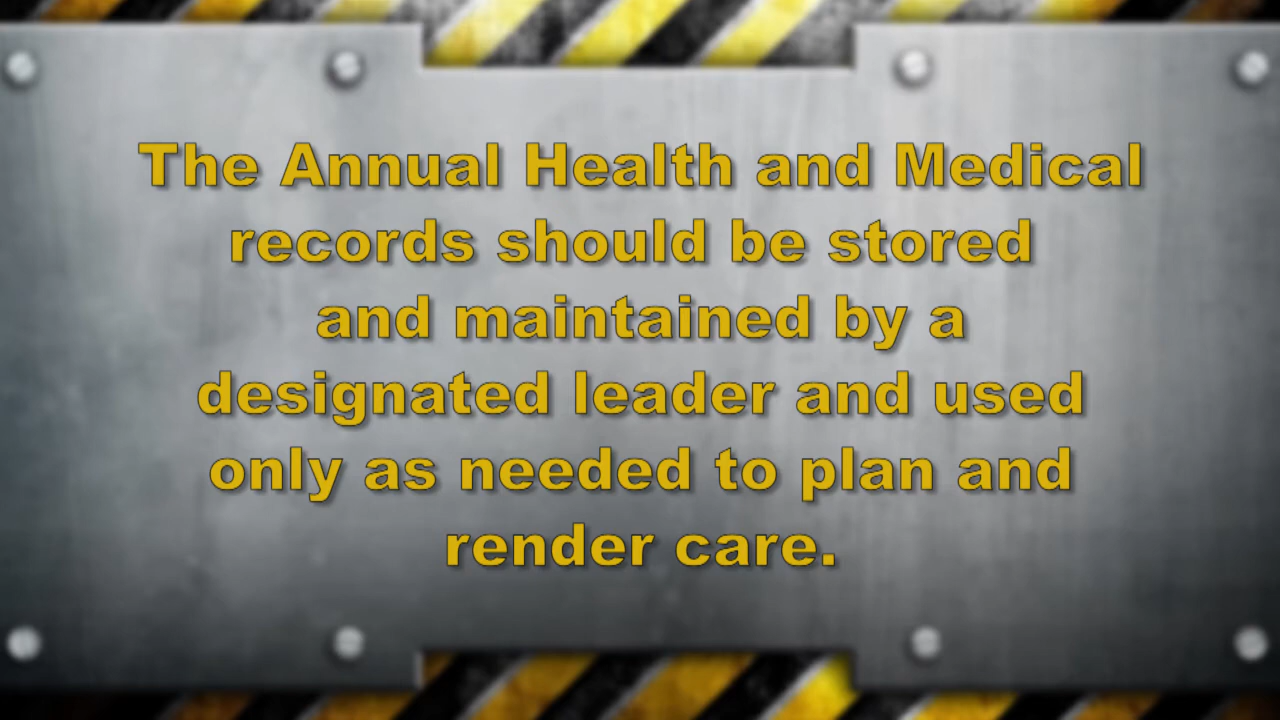 The Annual Health and Medical
records should be stored
and maintained by a
designated leader and used
only as needed to plan and
render care.